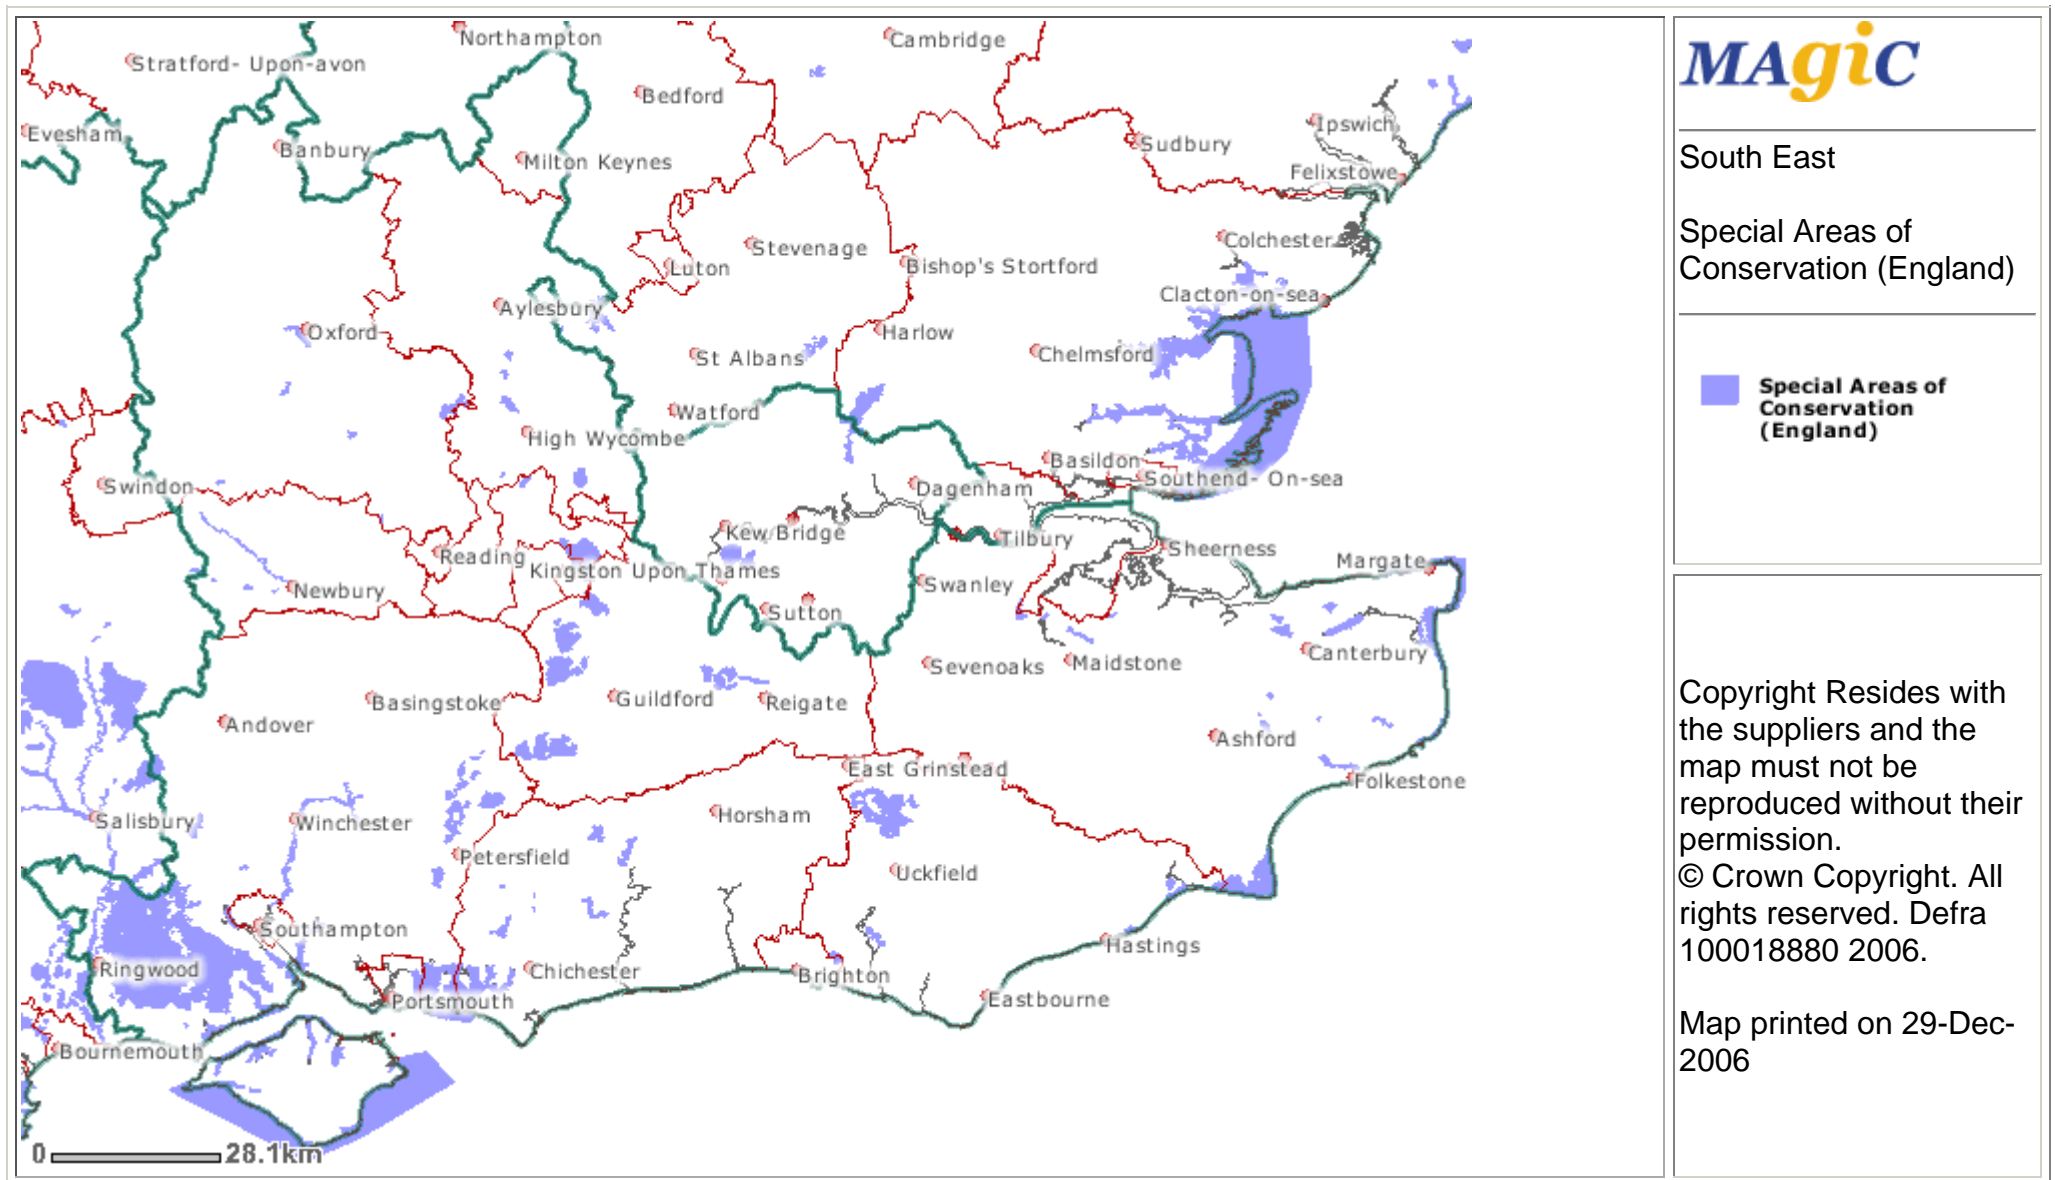 Northampton
Cambridge
Stratford- Upon-avon
Bedford
Ipswich
Evesham
Banbury
Sudbury
Milton Keynes
Felixstowe
Colchester
Stevenage
Luton
Bishop's Stortford
Clacton-on-sea
Aylesbury
Oxford
Harlow
St Albans
Chelmsford
Watford
High Wycombe
Basildon
Swindon
Dagenham
Southend- On-sea
Kew Bridge
Tilbury
Reading
Sheerness
Kingston Upon Thames
Margate
Newbury
Swanley
Sutton
Canterbury
Sevenoaks
Maidstone
Basingstoke
Guildford
Reigate
Andover
Ashford
East Grinstead
Folkestone
Salisbury
Winchester
Horsham
Petersfield
Uckfield
Southampton
Hastings
Ringwood
Chichester
Brighton
Portsmouth
Eastbourne
Bournemouth
0 28.1km
MAgiC
South East
Special Areas of
Conservation (England)
Special Areas of
Conservation
(England)
Copyright Resides with
the suppliers and the
map must not be
reproduced without their
permission.
© Crown Copyright. All
rights reserved. Defra
100018880 2006.
Map printed on 29-Dec-
2006